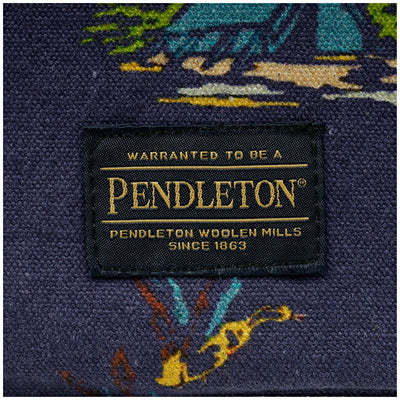 WARRANTED TO BE A
PENDLETON®
PENDLETON WOOLEN MILLS
SINCE 1863